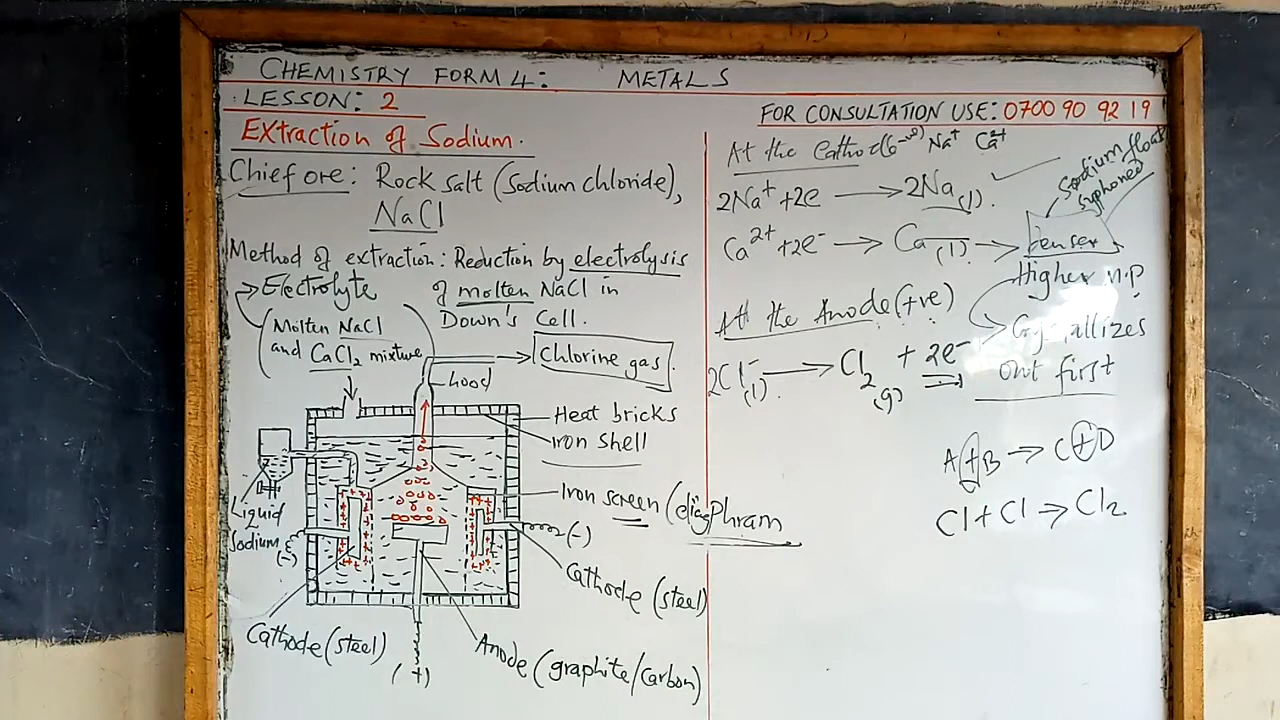 CHEMISTRY FORM 4: METALS
LESSON: 2
FOR CONSULTATION USE: 0700 90 92 19
Extraction of Sodium.
Chief ore: Rock salt (Sodium chloride),
NaCl
Method of extraction: Reduction by electrolysis
of molten NaCl in
Down's Cell.
→ Electrolyte
(Molten NaCl
and CaCl₂ mixture
Chlorine gas
hood
Heat bricks
iron shell
Iron screen (diaphram
(-)
Cathode (steel)
Liquid
Sodium
(-)
Cathode (steel)
(+)
Anode (graphite/carbon)
At the Cathode Na⁺ Ca²⁺
2Na⁺ + 2e → 2Na(l).
Ca²⁺ + 2e⁻ → Ca(l) → denser
Sodium float
syphoned
Higher m.p
Crystallizes
out first
At the Anode (+ve)
2Cl⁻(l) → Cl₂(g) + 2e⁻
A + B → C + D
Cl + Cl → Cl₂